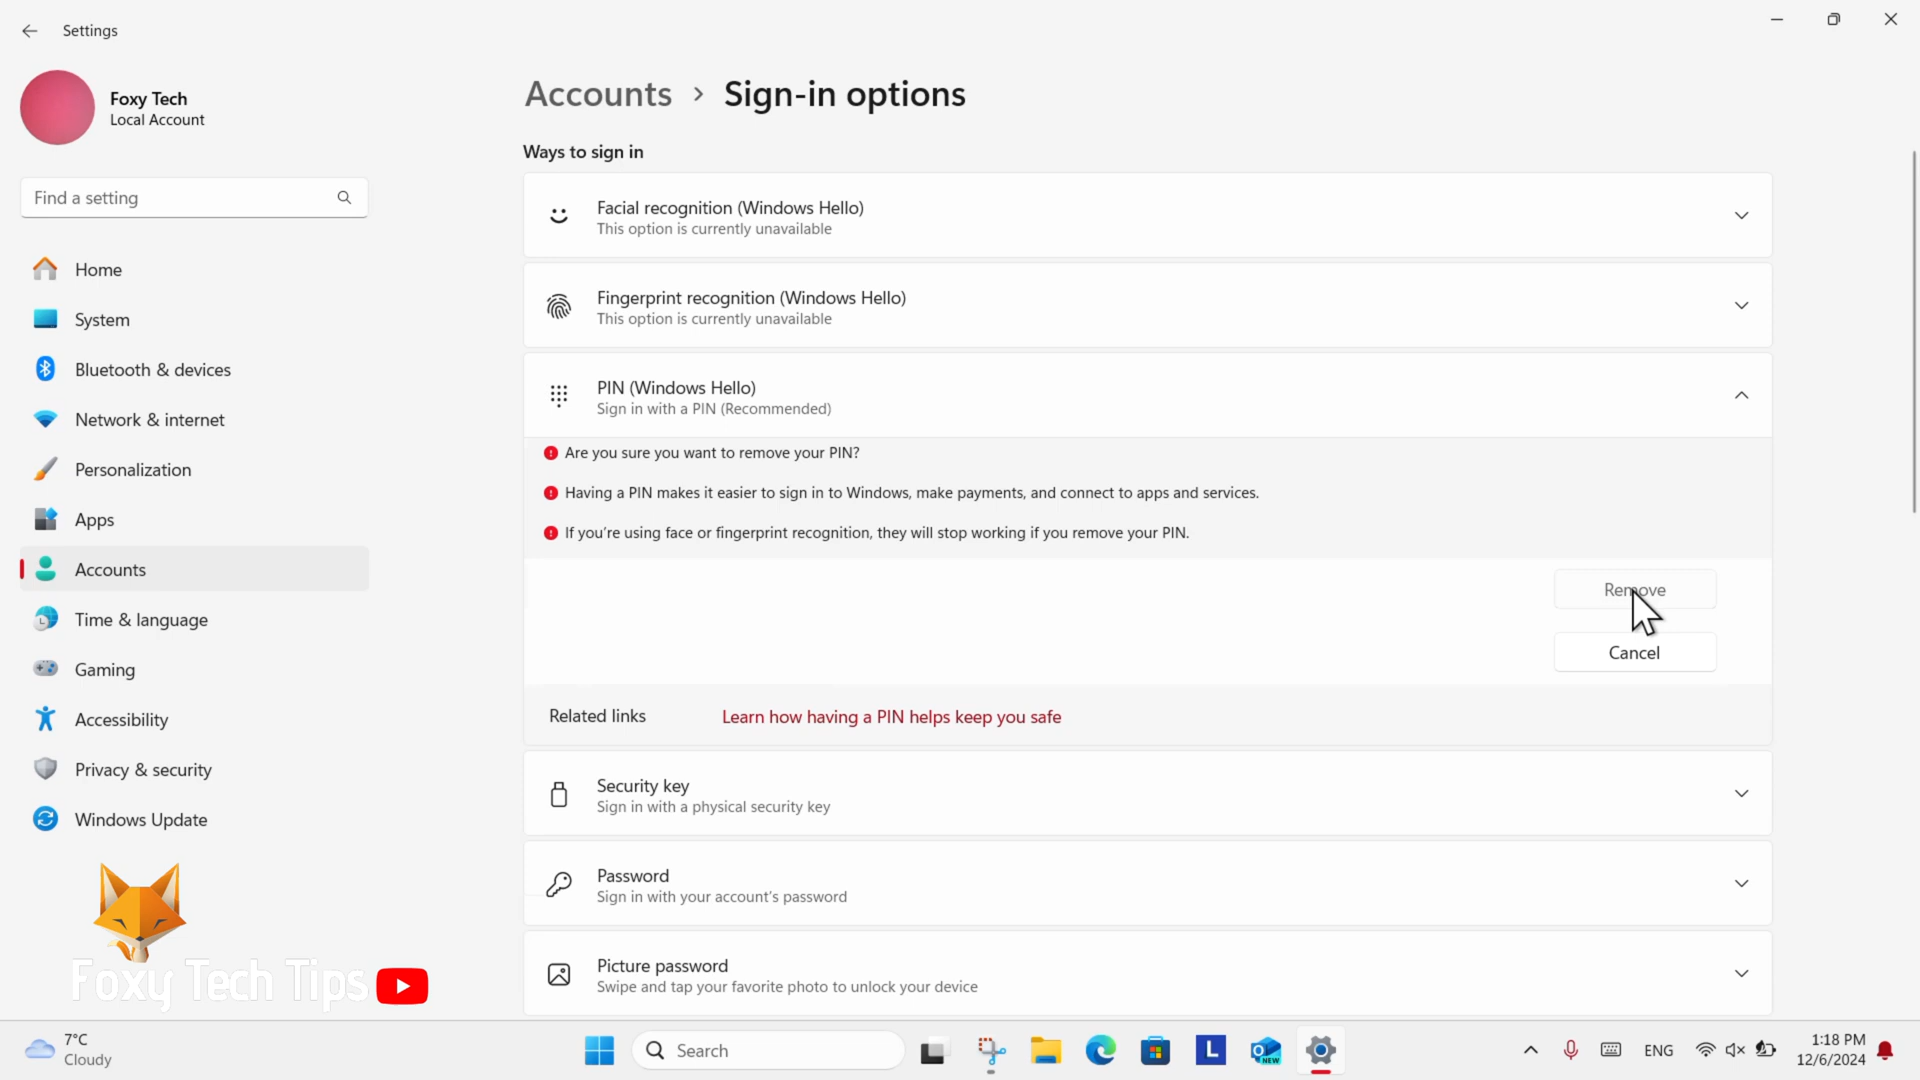 Settings
Foxy Tech
Local Account
Find a setting
Home
System
Bluetooth & devices
Network & internet
Personalization
Apps
Accounts
Time & language
Gaming
Accessibility
Privacy & security
Windows Update
Foxy Tech Tips
Accounts > Sign-in options
Ways to sign in
Facial recognition (Windows Hello)
This option is currently unavailable
Fingerprint recognition (Windows Hello)
This option is currently unavailable
PIN (Windows Hello)
Sign in with a PIN (Recommended)
Are you sure you want to remove your PIN?
Having a PIN makes it easier to sign in to Windows, make payments, and connect to apps and services.
If you're using face or fingerprint recognition, they will stop working if you remove your PIN.
Remove
Cancel
Related links Learn how having a PIN helps keep you safe
Security key
Sign in with a physical security key
Password
Sign in with your account's password
Picture password
Swipe and tap your favorite photo to unlock your device
7°C
Cloudy
Search
L
NEW
ENG
1:18 PM
12/6/2024